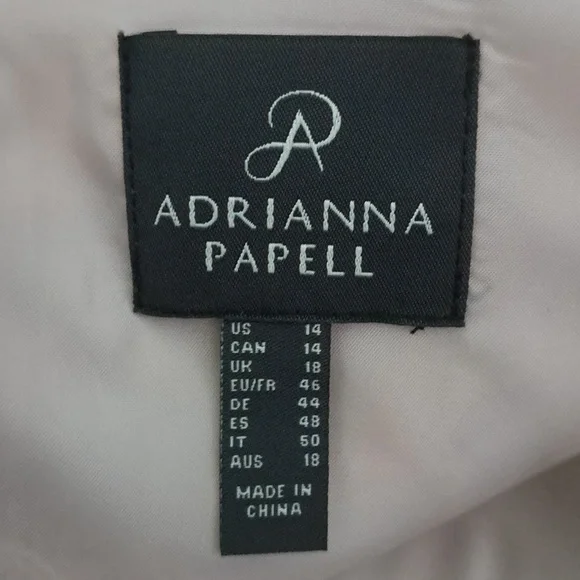 ADRIANNA
PAPELL
US 14
CAN 14
UK 18
EU/FR 46
DE 44
ES 48
IT 50
AUS 18
MADE IN
CHINA